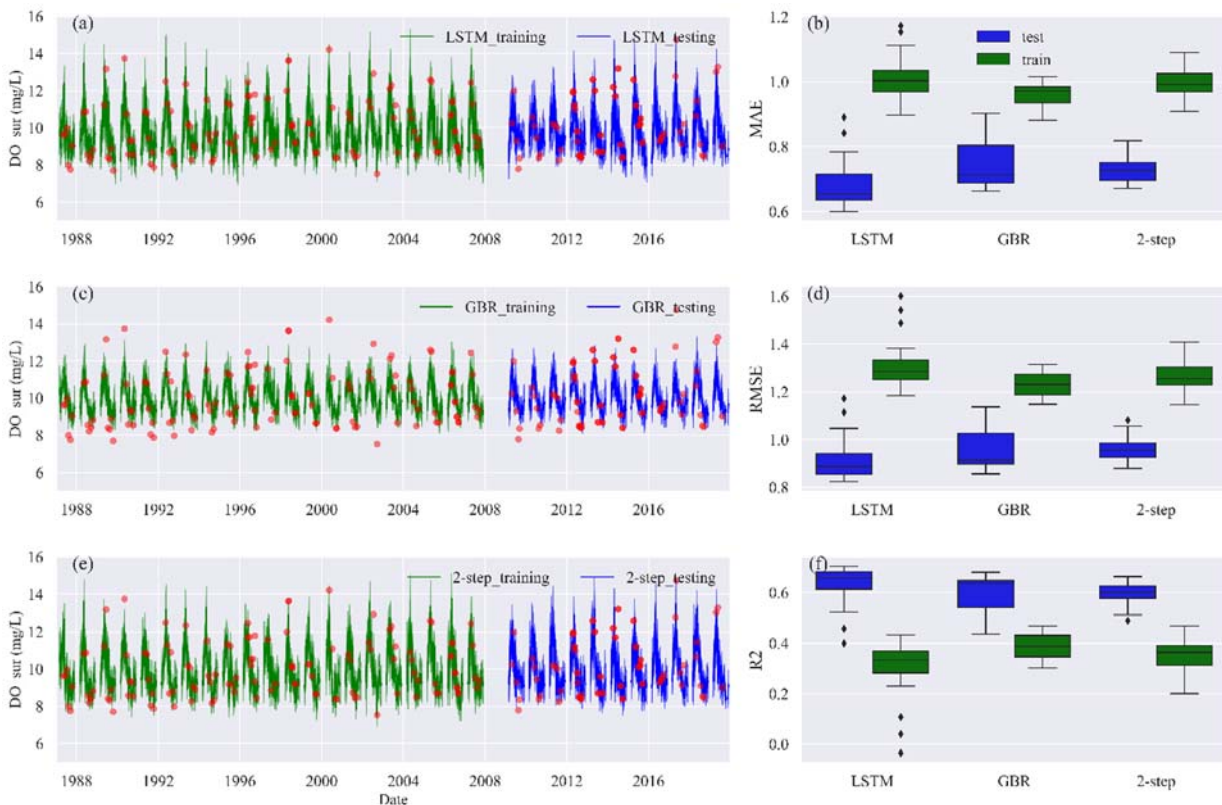 (a)
LSTM_training
LSTM_testing
DO sur (mg/L)
16
14
12
10
8
6
1988 1992 1996 2000 2004 2008 2012 2016
(b)
test
train
MAE
1.2
1.0
0.8
0.6
LSTM GBR 2-step
(c)
GBR_training
GBR_testing
DO sur (mg/L)
16
14
12
10
8
6
1988 1992 1996 2000 2004 2008 2012 2016
(d)
RMSE
1.6
1.4
1.2
1.0
0.8
LSTM GBR 2-step
(e)
2-step_training
2-step_testing
DO sur (mg/L)
16
14
12
10
8
6
1988 1992 1996 2000 2004 2008 2012 2016
Date
(f)
R2
0.6
0.4
0.2
0.0
LSTM GBR 2-step